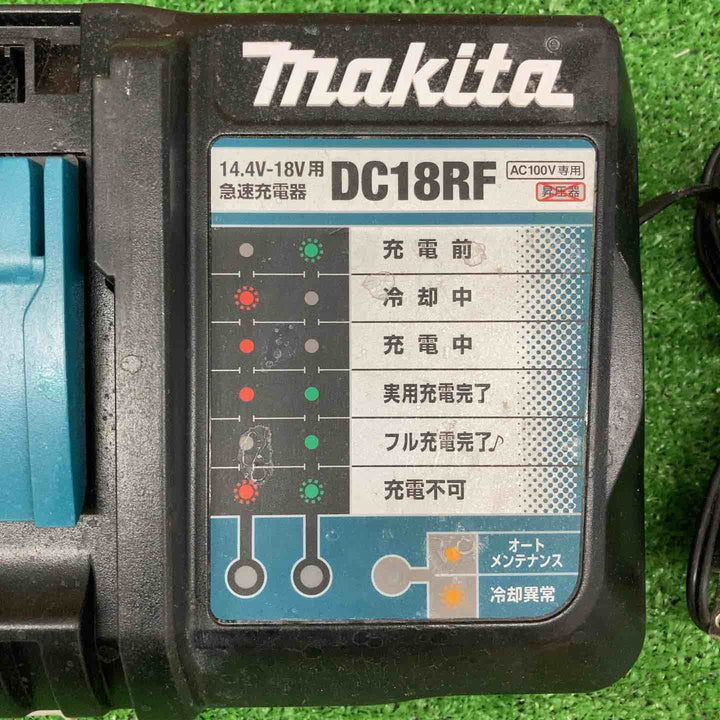 makita
14.4V-18V用
急速充電器
DC18RF
AC100V専用
昇圧器
充電前
冷却中
充電中
実用充電完了
フル充電完了♪
充電不可
オート
メンテナンス
冷却異常